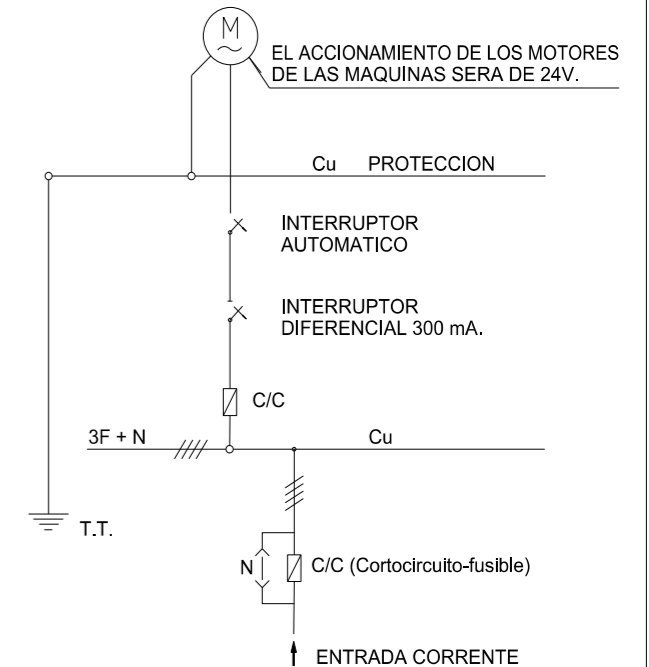 M
EL ACCIONAMIENTO DE LOS MOTORES
DE LAS MAQUINAS SERA DE 24V.
Cu PROTECCION
INTERRUPTOR
AUTOMATICO
INTERRUPTOR
DIFERENCIAL 300 mA.
C/C
3F + N
Cu
T.T.
N
C/C (Cortocircuito-fusible)
ENTRADA CORRENTE